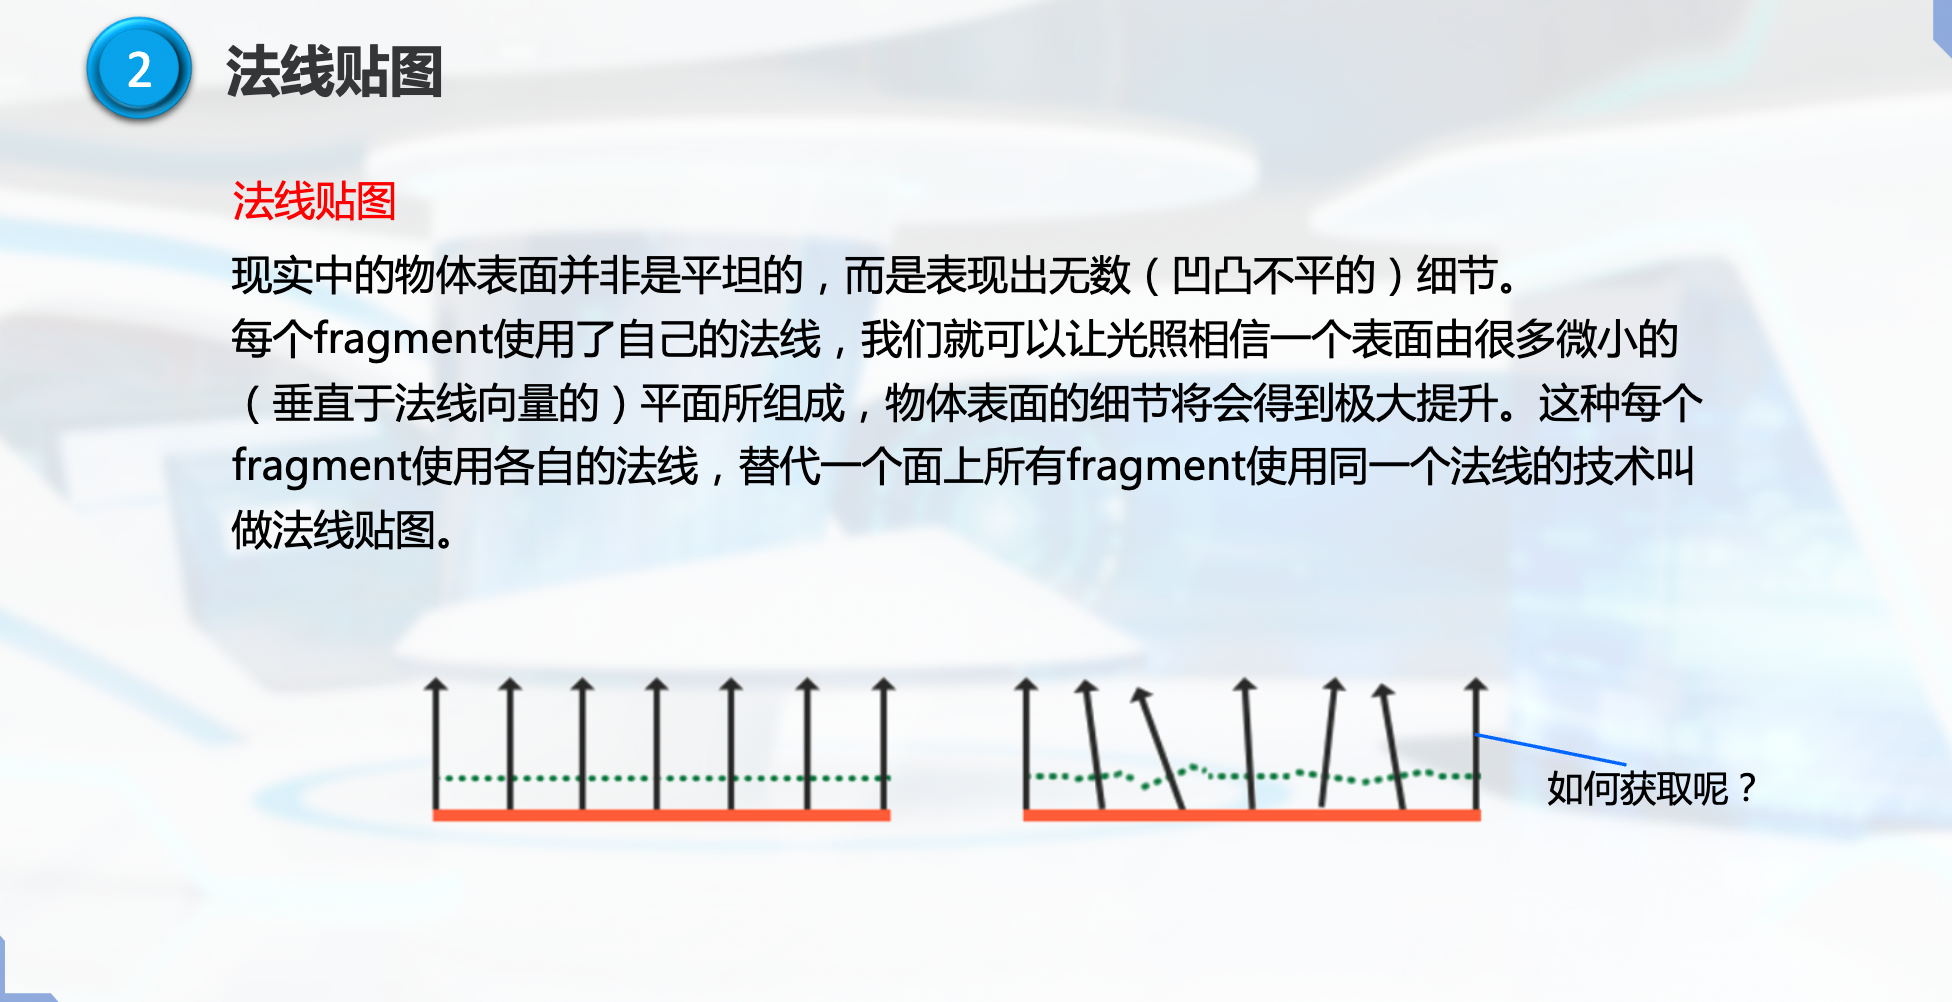 2
法线贴图
法线贴图
现实中的物体表面并非是平坦的，而是表现出无数（凹凸不平的）细节。
每个fragment使用了自己的法线，我们就可以让光照相信一个表面由很多微小的
（垂直于法线向量的）平面所组成，物体表面的细节将会得到极大提升。这种每个
fragment使用各自的法线，替代一个面上所有fragment使用同一个法线的技术叫
做法线贴图。
如何获取呢？